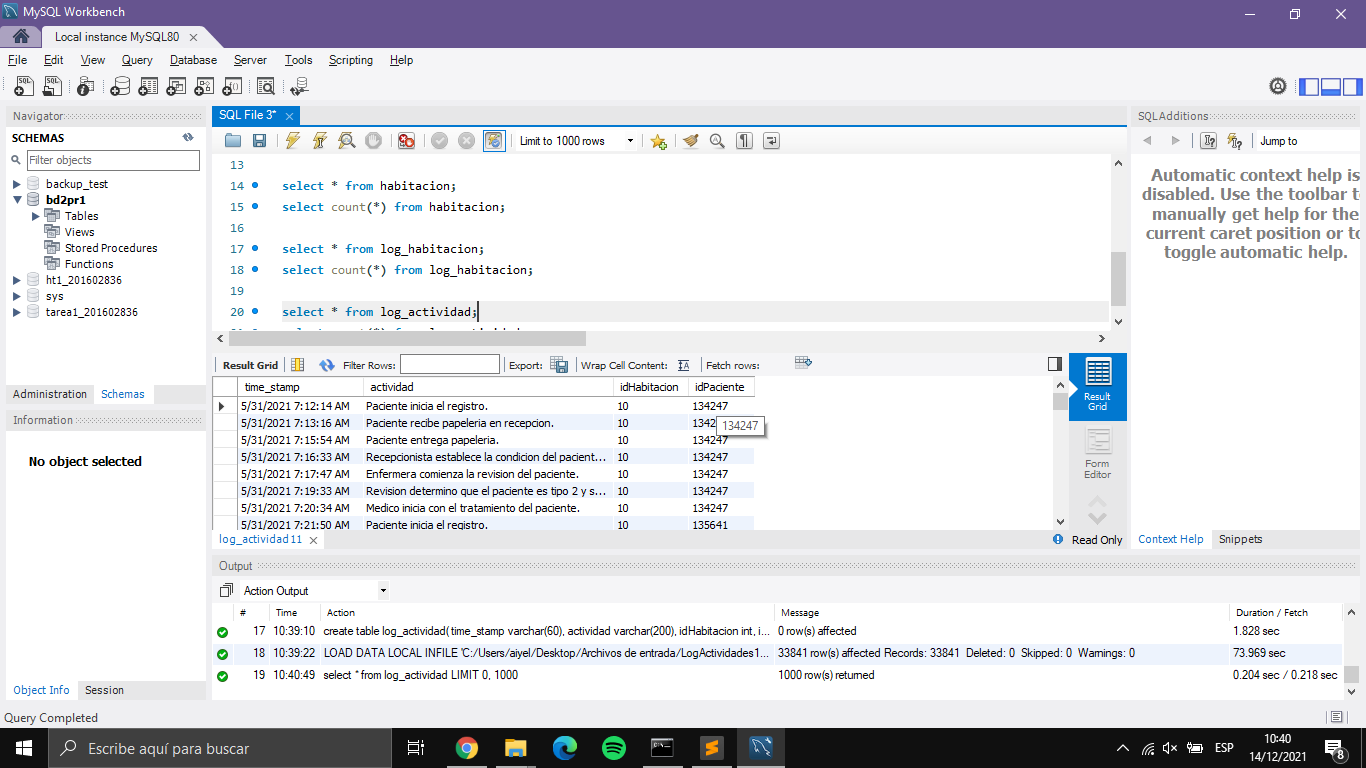 MySQL Workbench
Local instance MySQL80
File Edit View Query Database Server Tools Scripting Help
Navigator
SCHEMAS
Filter objects
backup_test
bd2pr1
Tables
Views
Stored Procedures
Functions
ht1_201602836
sys
tarea1_201602836
Administration Schemas
Information
No object selected
Object Info Session
SQL File 3*
Limit to 1000 rows
13
14 select * from habitacion;
15 select count(*) from habitacion;
16
17 select * from log_habitacion;
18 select count(*) from log_habitacion;
19
20 select * from log_actividad;
Result Grid Filter Rows: Export: Wrap Cell Content: Fetch rows:
time_stamp actividad idHabitacion idPaciente
5/31/2021 7:12:14 AM Paciente inicia el registro. 10 134247
5/31/2021 7:13:16 AM Paciente recibe papeleria en recepcion. 10
134247
5/31/2021 7:15:54 AM Paciente entrega papeleria. 10 134247
5/31/2021 7:16:33 AM Recepcionista establece la condicion del pacient... 10 134247
5/31/2021 7:17:47 AM Enfermera comienza la revision del paciente. 10 134247
5/31/2021 7:19:33 AM Revision determino que el paciente es tipo 2 y s... 10 134247
5/31/2021 7:20:34 AM Medico inicia con el tratamiento del paciente. 10 134247
5/31/2021 7:21:50 AM Paciente inicia el registro. 10 135641
Result Grid
Form Editor
log_actividad11
Read Only
SQLAdditions
Jump to
Automatic context help is
disabled. Use the toolbar
manually get help for the
current caret position or
toggle automatic help.
Context Help Snippets
Output
Action Output
# Time Action Message Duration / Fetch
17 10:39:10 create table log_actividad( time_stamp varchar(60), actividad varchar(200), idHabitacion int, i... 0 row(s) affected 1.828 sec
18 10:39:22 LOAD DATA LOCAL INFILE 'C:/Users/aiyel/Desktop/Archivos de entrada/LogActividades1... 33841 row(s) affected Records: 33841 Deleted: 0 Skipped: 0 Warnings: 0 73.969 sec
19 10:40:49 select * from log_actividad LIMIT 0, 1000 1000 row(s) returned 0.204 sec / 0.218 sec
Query Completed
Escribe aquí para buscar
ESP
10:40
14/12/2021
8